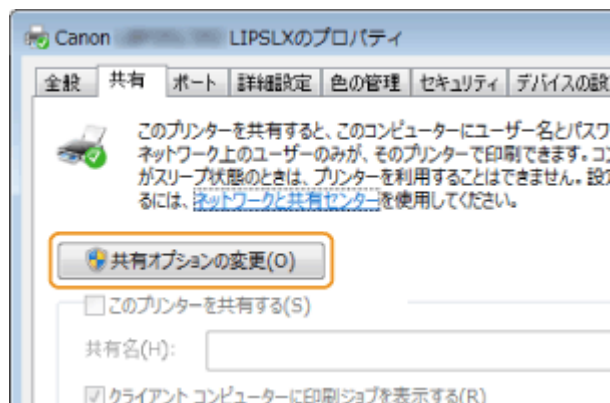 Canon LIPSLXのプロパティ
全般 共有 ポート 詳細設定 色の管理 セキュリティ デバイスの設
このプリンターを共有すると、このコンピューターにユーザー名とパスワ
ネットワーク上のユーザーのみが、そのプリンターで印刷できます。コン
がスリープ状態のときは、プリンターを利用することはできません。設定
るには、ネットワークと共有センターを使用してください。
共有オプションの変更(O)
このプリンターを共有する(S)
共有名(H):
クライアント コンピューターに印刷ジョブを表示する(R)